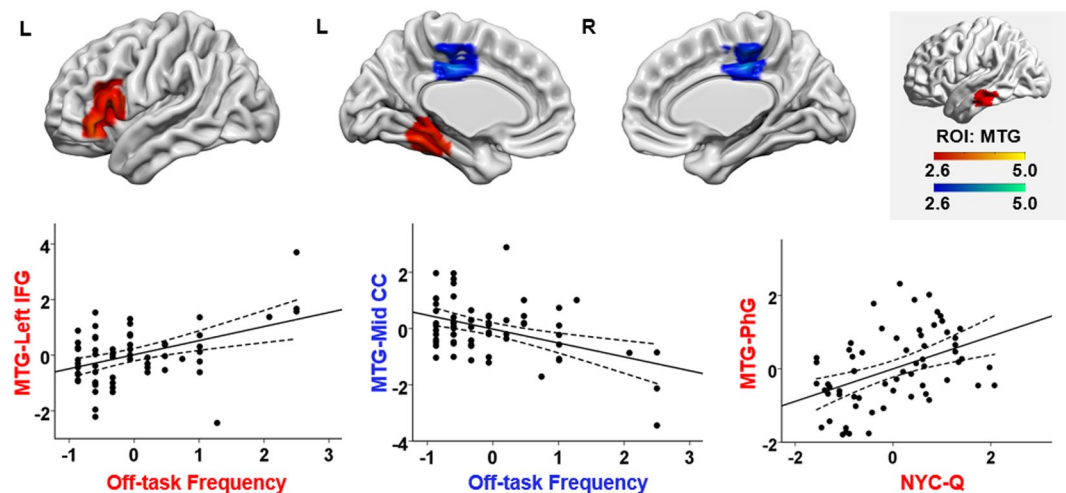 L
L
R
ROI: MTG
2.6 5.0
2.6 5.0
MTG-Left IFG
4
2
0
-2
-1 0 1 2 3
Off-task Frequency
MTG-Mid CC
2
0
-2
-4
-1 0 1 2 3
Off-task Frequency
MTG-PhG
2
0
-2
-2 0 2
NYC-Q